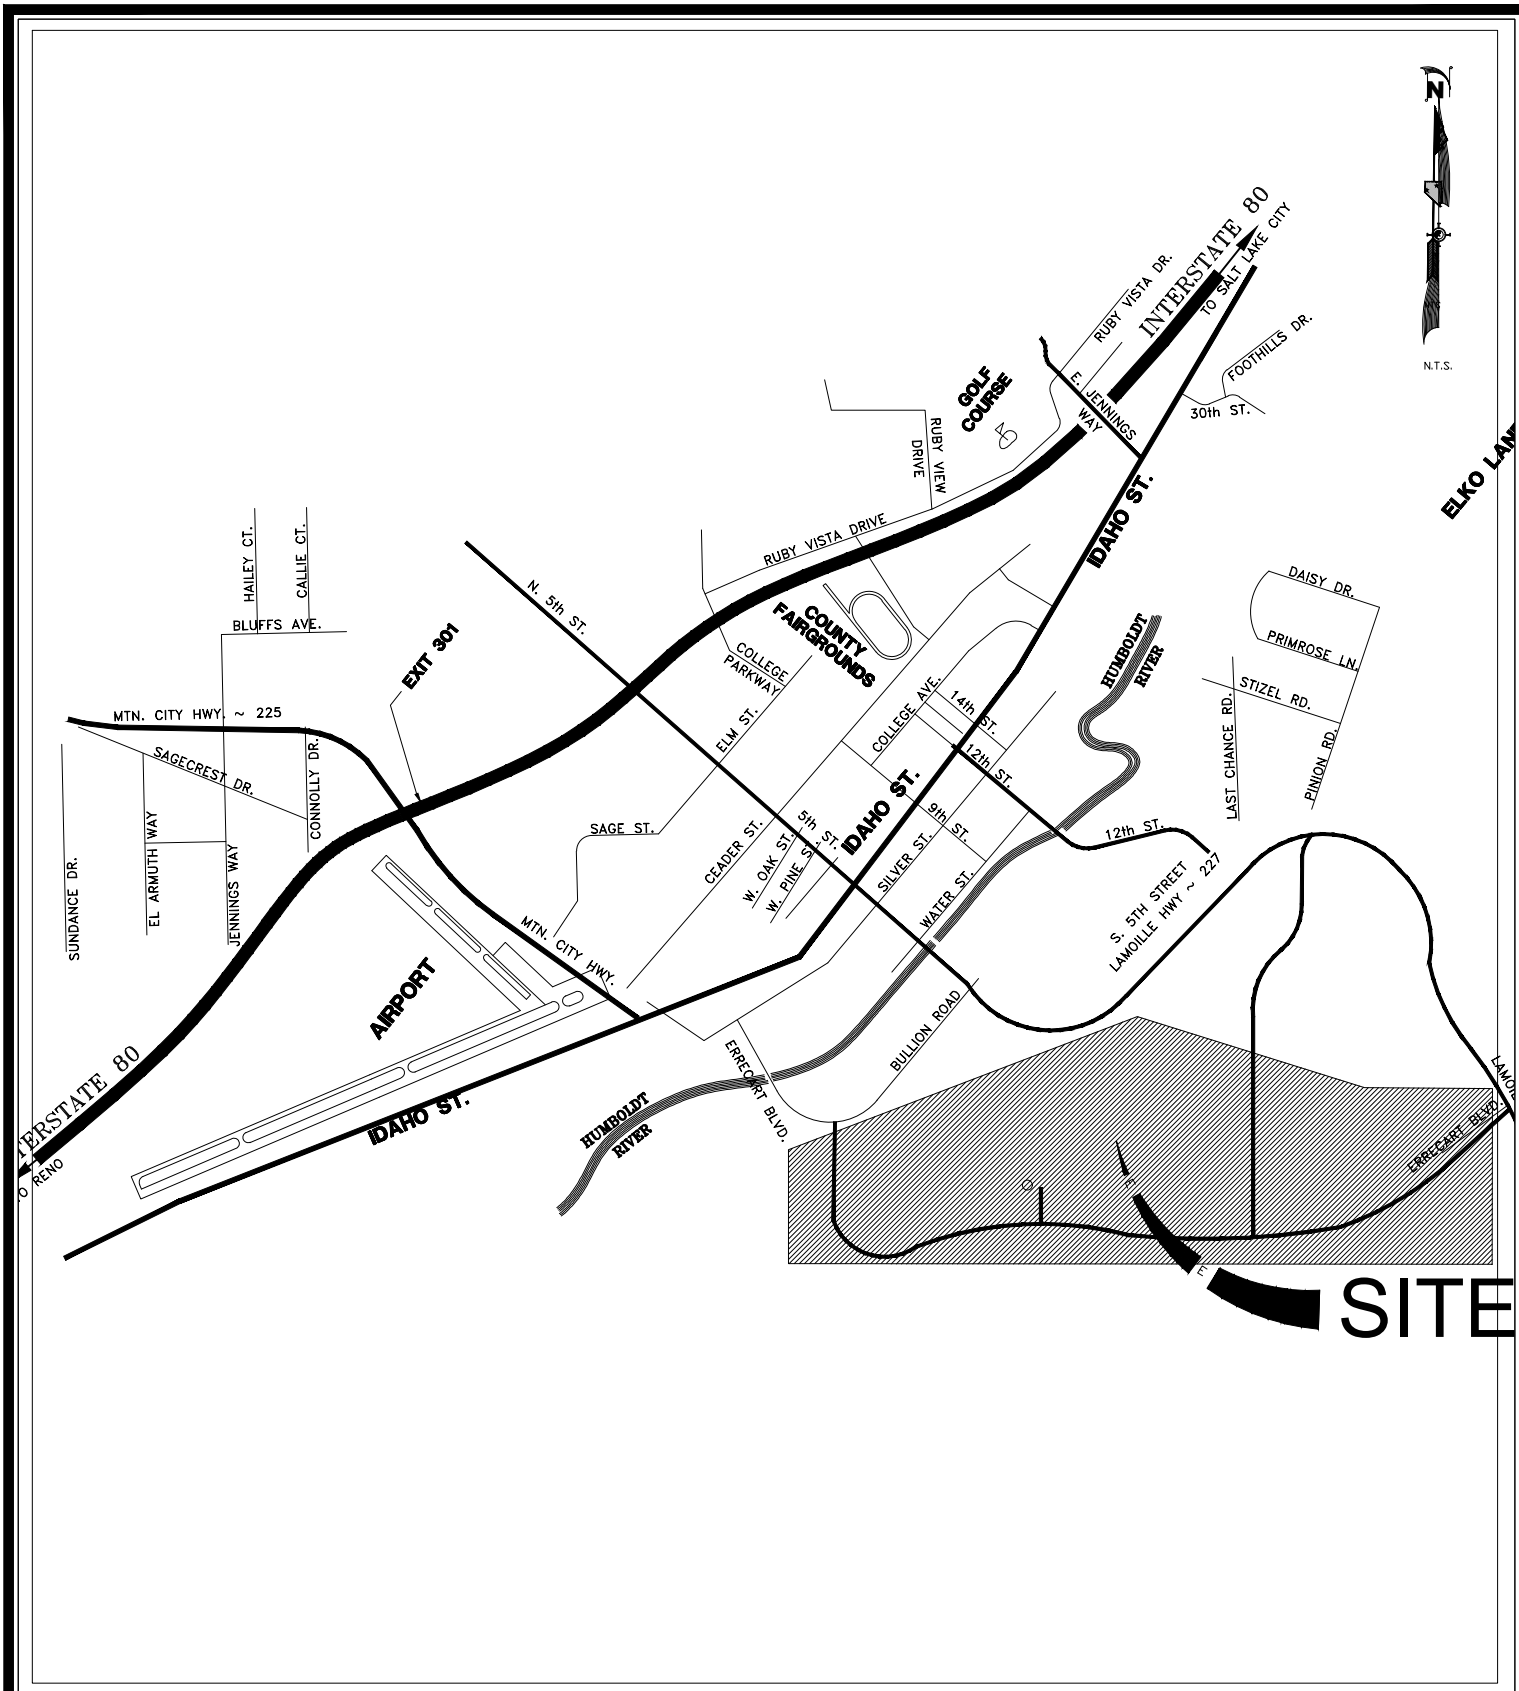 N
N.T.S.
INTERSTATE 80
TO SALT LAKE CITY
RUBY VISTA DR.
FOOTHILLS DR.
30th ST.
E. JENNINGS
WAY
GOLF
COURSE
RUBY VIEW
DRIVE
ELKO LAN
IDAHO ST.
RUBY VISTA DRIVE
HAILEY CT.
CALLIE CT.
N. 5th ST.
DAISY DR.
BLUFFS AVE.
COUNTY
FAIRGROUNDS
HUMBOLDT
RIVER
PRIMROSE LN.
EXIT 301
COLLEGE
PARKWAY
STIZEL RD.
MTN. CITY HWY. ~ 225
COLLEGE AVE.
14th ST.
LAST CHANCE RD.
PINION RD.
ELM ST.
SAGECREST DR.
CONNOLLY DR.
12th ST.
IDAHO ST.
9th ST.
SAGE ST.
5th ST.
12th ST.
CEADER ST.
W. OAK ST.
W. PINE ST.
SILVER ST.
SUNDANCE DR.
EL ARMUTH WAY
JENNINGS WAY
WATER ST.
S. 5TH STREET
LAMOILLE HWY ~ 227
MTN. CITY HWY.
AIRPORT
BULLION ROAD
ERRECART BLVD.
TERSTATE 80
O RENO
IDAHO ST.
HUMBOLDT
RIVER
LAMOI
ERRECART BLVD.
E
E
SITE